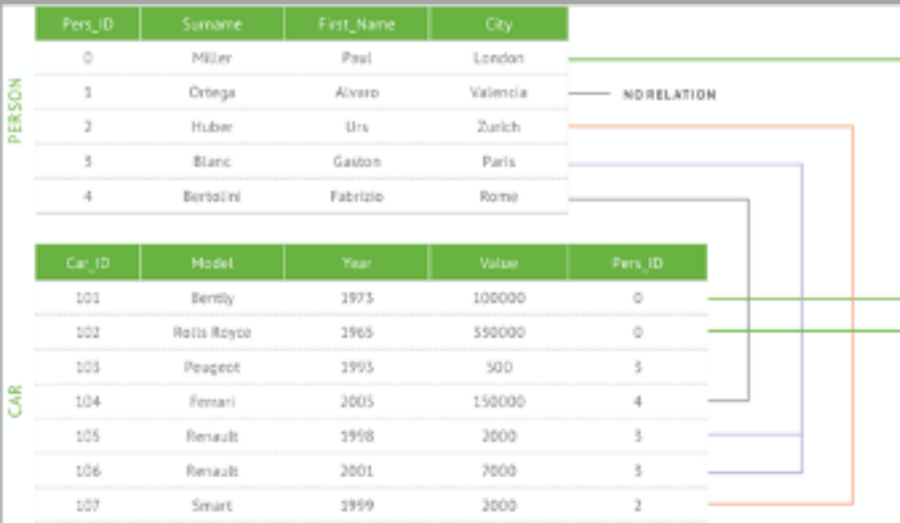 Pers_ID Surname First_Name City
0 Miller Paul London
1 Ortega Alvaro Valencia NO RELATION
2 Huber Urs Zurich
3 Blanc Gaston Paris
4 Bertolini Fabrizio Rome
PERSON
Car_ID Model Year Value Pers_ID
101 Bently 1973 100000 0
102 Rolls Royce 1965 330000 0
103 Peugeot 1993 500 3
104 Ferrari 2005 150000 4
105 Renault 1998 2000 3
106 Renault 2001 7000 3
107 Smart 1999 2000 2
CAR